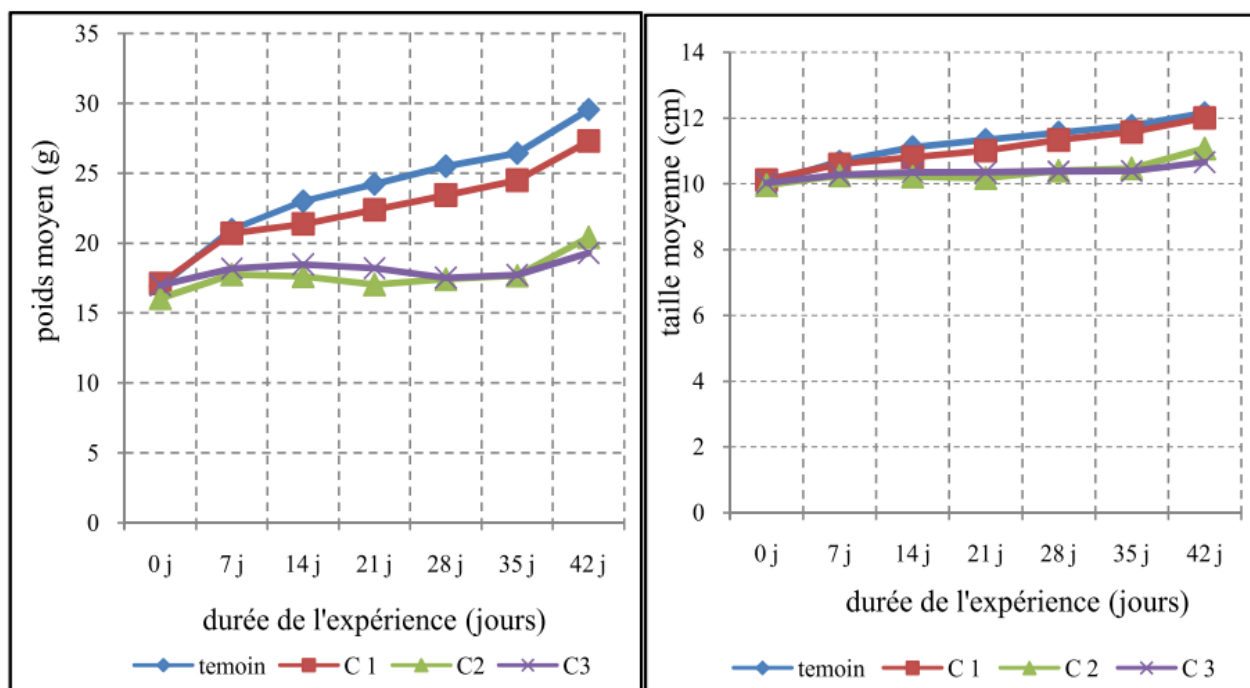 poids moyen (g)
35
30
25
20
15
10
5
0
0 j 7 j 14 j 21 j 28 j 35 j 42 j
durée de l'expérience (jours)
temoin C 1 C2 C3
taille moyenne (cm)
14
12
10
8
6
4
2
0
0 j 7 j 14 j 21 j 28 j 35 j 42 j
durée de l'expérience (jours)
temoin C 1 C 2 C 3